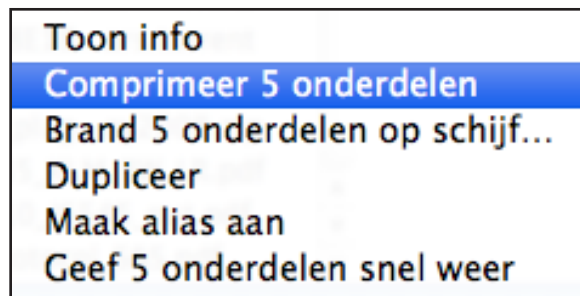 Toon info
Comprimeer 5 onderdelen
Brand 5 onderdelen op schijf...
Dupliceer
Maak alias aan
Geef 5 onderdelen snel weer